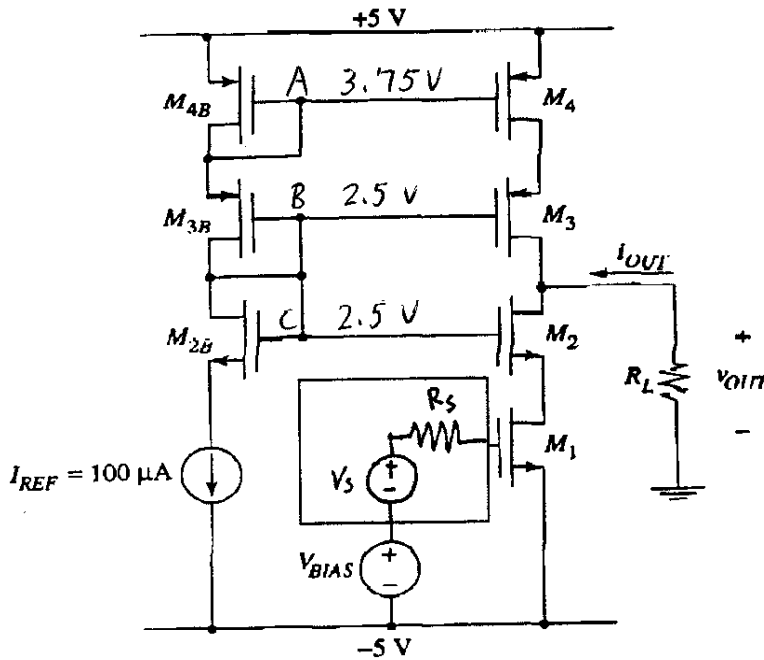 +5 V
A 3.75 V
M4B
M4
B 2.5 V
M3B
M3
iOUT
C 2.5 V
M2B
M2
RS
RL
+
vOUT
−
M1
IREF = 100 μA
VS
+
−
VBIAS
+
−
−5 V